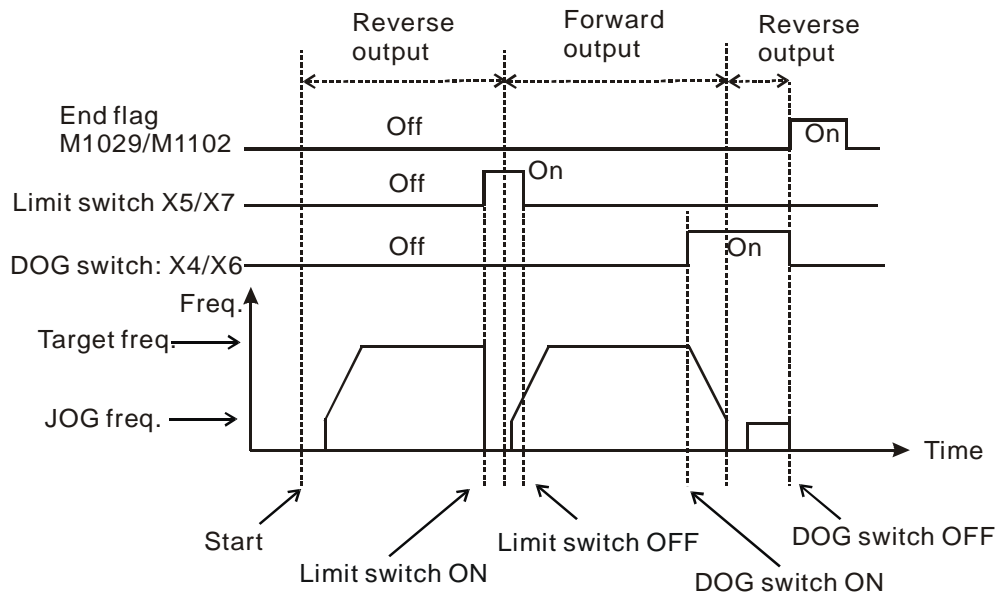 Reverse
output
Forward
output
Reverse
output
End flag
M1029/M1102
Off
On
Limit switch X5/X7
Off
On
DOG switch: X4/X6
Off
On
Freq.
Target freq.
JOG freq.
Time
Start
Limit switch ON
Limit switch OFF
DOG switch ON
DOG switch OFF